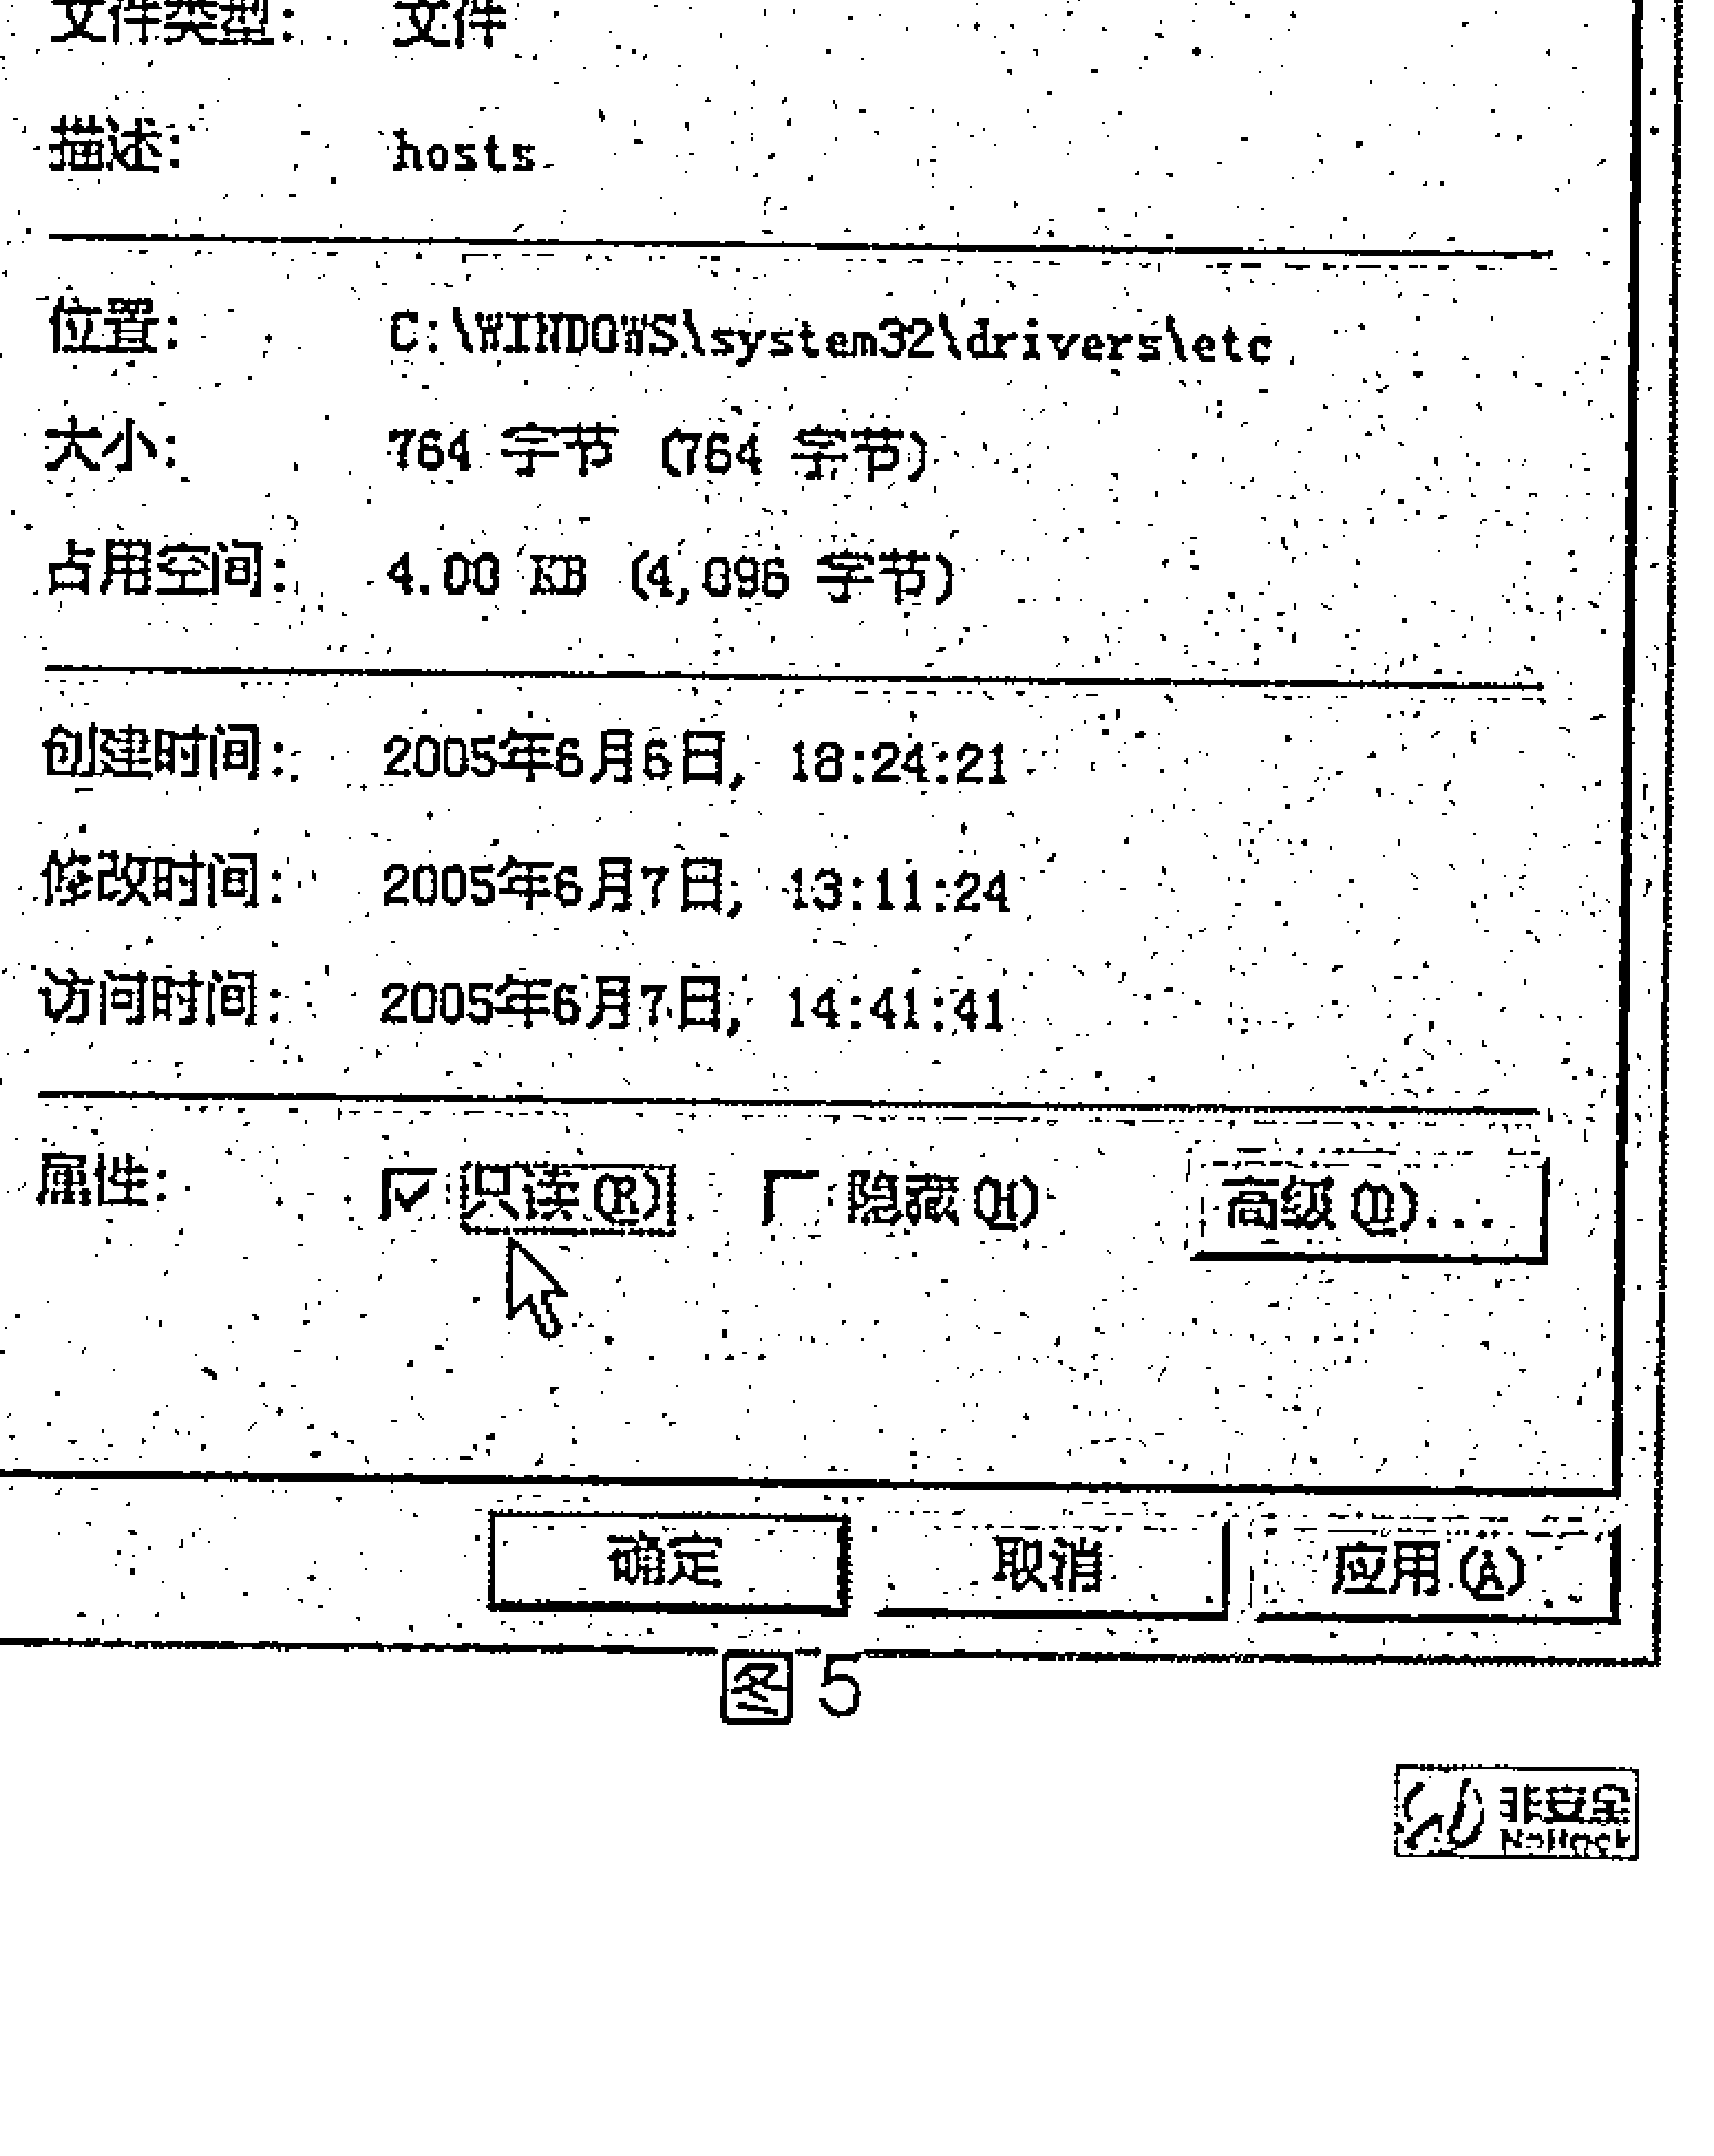 文件类型: 文件
描述: hosts
位置: C:\WINDOWS\system32\drivers\etc
大小: 764 字节 (764 字节)
占用空间: 4.00 KB (4,096 字节)
创建时间: 2005年6月6日, 18:24:21
修改时间: 2005年6月7日, 13:11:24
访问时间: 2005年6月7日, 14:41:41
属性: 只读(R) 隐藏(H) 高级(D)...
确定 取消 应用(A)
图 5
非安全